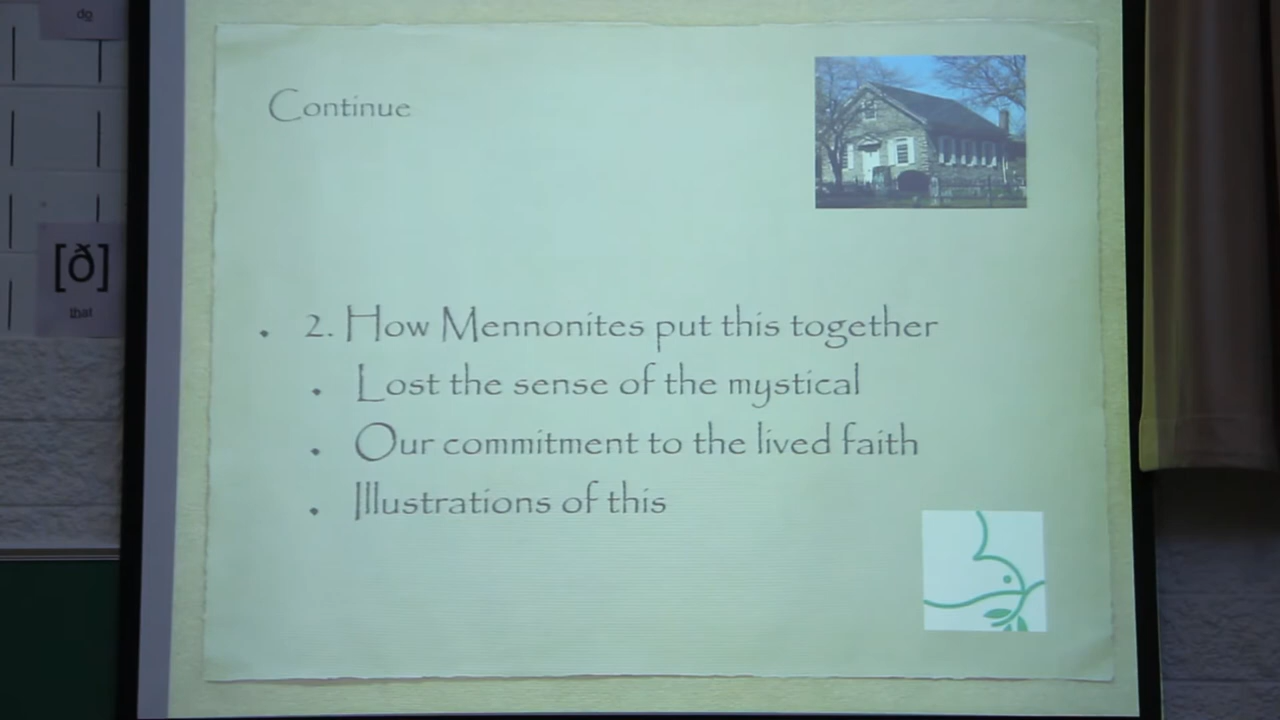 do
Continue
[ð]
that
2. How Mennonites put this together
Lost the sense of the mystical
Our commitment to the lived faith
Illustrations of this